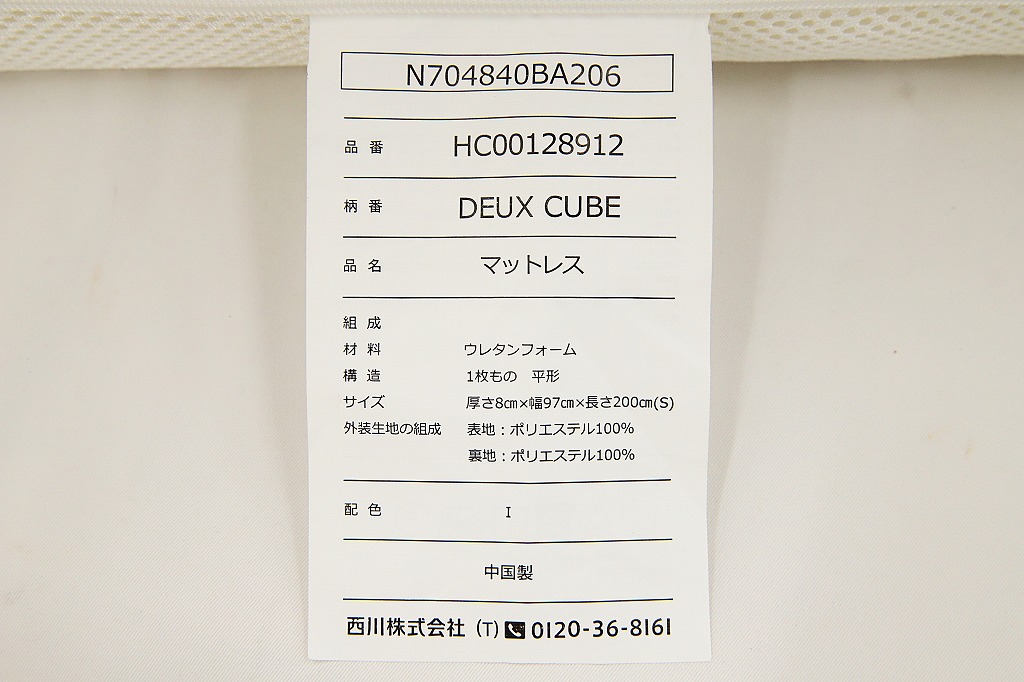 N704840BA206
品番 HC00128912
柄番 DEUX CUBE
品名 マットレス
組成
材料 ウレタンフォーム
構造 1枚もの 平形
サイズ 厚さ8㎝×幅97㎝×長さ200㎝(S)
外装生地の組成 表地：ポリエステル100%
裏地：ポリエステル100%
配色 I
中国製
西川株式会社 (T) 0120-36-8161